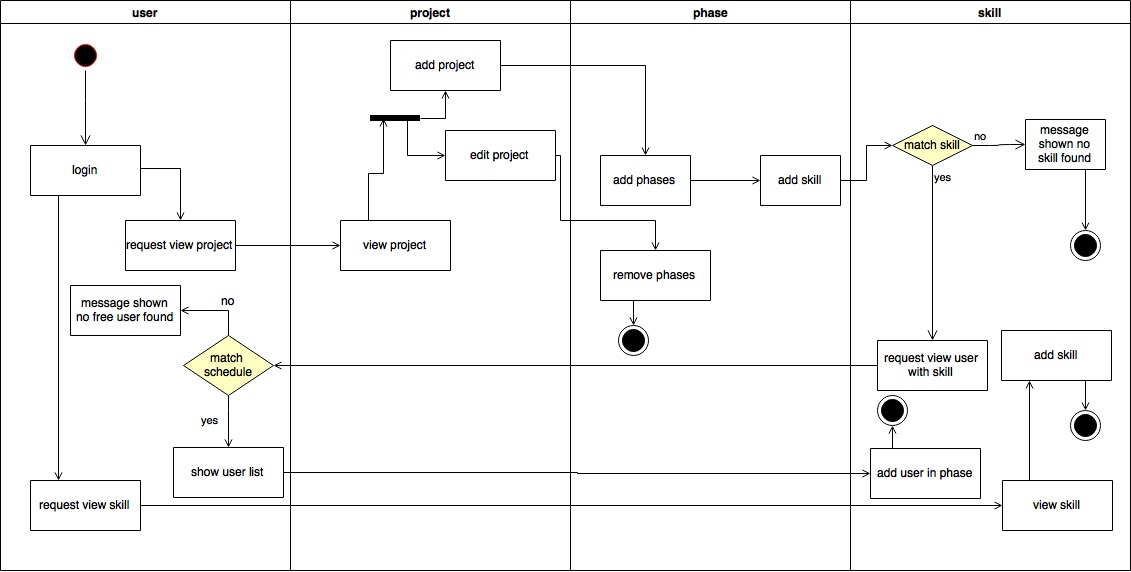 user
project
phase
skill
add project
match skill
no
message
shown no
skill found
login
edit project
add phases
add skill
yes
request view project
view project
remove phases
message shown
no free user found
no
match
schedule
request view user
with skill
add skill
yes
show user list
add user in phase
request view skill
view skill